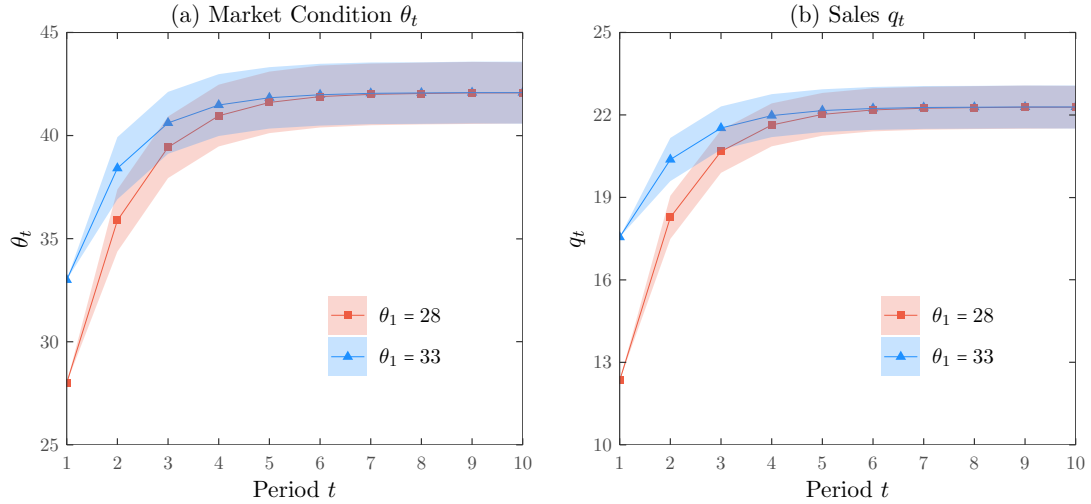 (a) Market Condition θt
45
40
35
30
25
θt
1 2 3 4 5 6 7 8 9 10
Period t
θ1 = 28
θ1 = 33
(b) Sales qt
25
22
19
16
13
10
qt
1 2 3 4 5 6 7 8 9 10
Period t
θ1 = 28
θ1 = 33